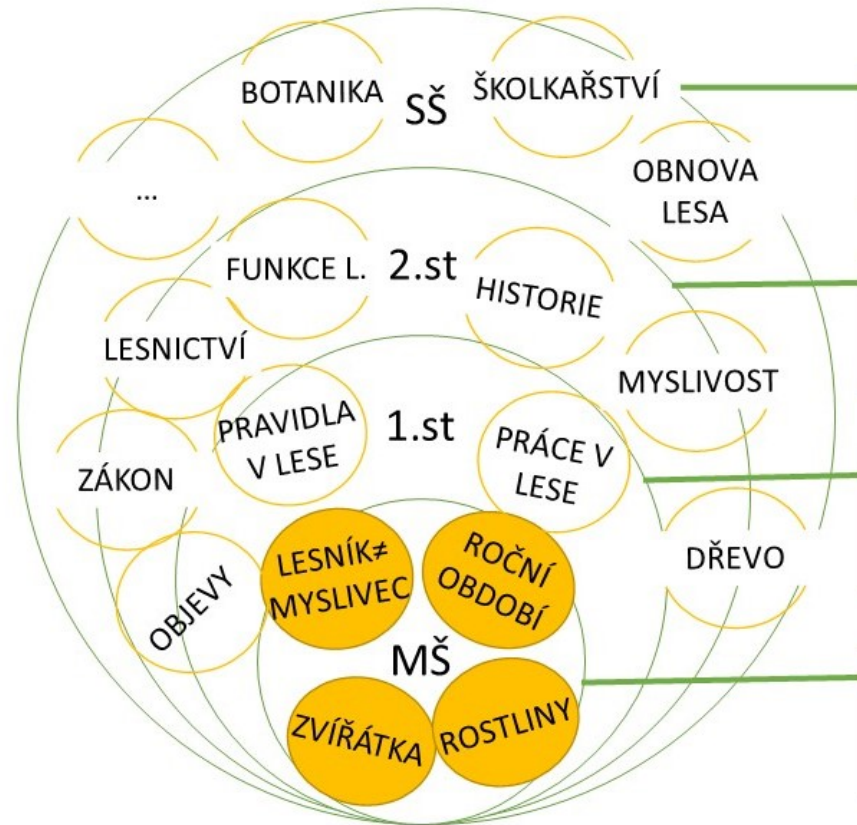 BOTANIKA
SŠ
ŠKOLKAŘSTVÍ
...
OBNOVA
LESA
FUNKCE L.
2.st
HISTORIE
LESNICTVÍ
MYSLIVOST
PRAVIDLA
V LESE
1.st
PRÁCE V
LESE
ZÁKON
DŘEVO
OBJEVY
LESNÍK≠
MYSLIVEC
ROČNÍ
OBDOBÍ
MŠ
ZVÍŘÁTKA
ROSTLINY